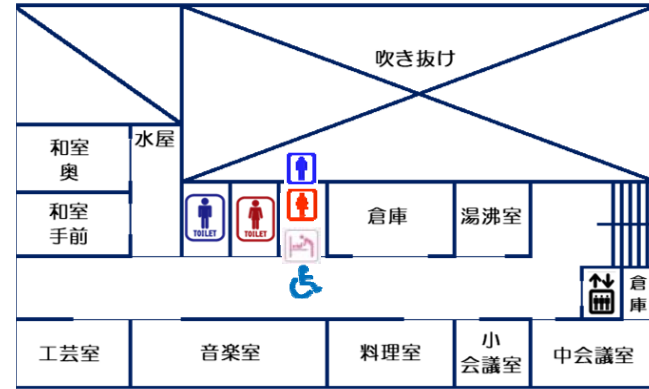 吹き抜け
和室
奥
水屋
和室
手前
TOILET
TOILET
倉庫
湯沸室
倉
庫
工芸室
音楽室
料理室
小
会議室
中会議室